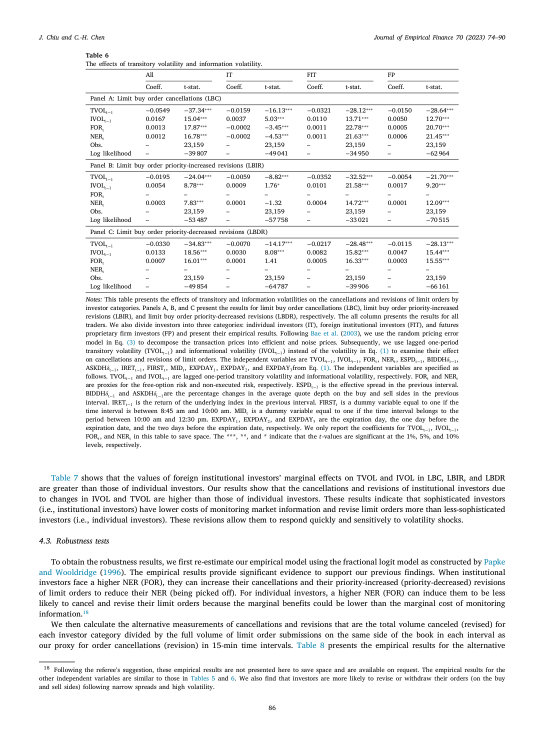 J. Chiu and C.-H. Chen
Journal of Empirical Finance 70 (2023) 74–90
Table 6
The effects of transitory volatility and information volatility.
All IT FIT FP
Coeff. t-stat. Coeff. t-stat. Coeff. t-stat. Coeff. t-stat.
Panel A: Limit buy order cancellations (LBC)
TVOLt−1 −0.0549 −37.34*** −0.0159 −16.13*** −0.0321 −28.12*** −0.0150 −28.64***
IVOLt−1 0.0167 15.04*** 0.0037 5.03*** 0.0110 13.71*** 0.0050 12.70***
FORt 0.0013 17.87*** −0.0002 −3.45*** 0.0011 22.78*** 0.0005 20.70***
NERt 0.0012 16.78*** −0.0002 −4.53*** 0.0011 21.63*** 0.0006 21.45***
Obs. – 23,159 – 23,159 – 23,159 – 23,159
Log likelihood – −39 807 – −49 041 – −34 950 – −62 964
Panel B: Limit buy order priority-increased revisions (LBIR)
TVOLt−1 −0.0195 −24.04*** −0.0059 −8.82*** −0.0352 −32.52*** −0.0054 −21.70***
IVOLt−1 0.0054 8.78*** 0.0009 1.76* 0.0101 21.58*** 0.0017 9.20***
FORt – – – – – – – –
NERt 0.0003 7.83*** 0.0001 −1.32 0.0004 14.72*** 0.0001 12.09***
Obs. – 23,159 – 23,159 – 23,159 – 23,159
Log likelihood – −53 487 – −57 758 – −33 021 – −70 515
Panel C: Limit buy order priority-decreased revisions (LBDR)
TVOLt−1 −0.0330 −34.83*** −0.0070 −14.17*** −0.0217 −28.48*** −0.0115 −28.13***
IVOLt−1 0.0133 18.56*** 0.0030 8.08*** 0.0082 15.82*** 0.0047 15.44***
FORt 0.0007 16.01*** 0.0001 1.41 0.0005 16.33*** 0.0003 15.55***
NERt – – – – – – – –
Obs. – 23,159 – 23,159 – 23,159 – 23,159
Log likelihood – −49 854 – −64 787 – −39 906 – −66 161
Notes: This table presents the effects of transitory and information volatilities on the cancellations and revisions of limit orders by
investor categories. Panels A, B, and C present the results for limit buy order cancellations (LBC), limit buy order priority-increased
revisions (LBIR), and limit buy order priority-decreased revisions (LBDR), respectively. The all column presents the results for all
traders. We also divide investors into three categories: individual investors (IT), foreign institutional investors (FIT), and futures
proprietary firm investors (FP) and present their empirical results. Following Bae et al. (2003), we use the random pricing error
model in Eq. (3) to decompose the transaction prices into efficient and noise prices. Subsequently, we use lagged one-period
transitory volatility (TVOLt−1) and informational volatility (IVOLt−1) instead of the volatility in Eq. (1) to examine their effect
on cancellations and revisions of limit orders. The independent variables are TVOLt−1, IVOLt−1, FORt, NERt, ESPDt−1, BIDDHt−1,
ASKDHt−1, IRETt−1, FIRSTt, MIDt, EXPDAY1, EXPDAY2, and EXPDAY3from Eq. (1). The independent variables are specified as
follows. TVOLt−1 and IVOLt−1 are lagged one-period transitory volatility and informational volatility, respectively. FORt and NERt
are proxies for the free-option risk and non-executed risk, respectively. ESPDt−1 is the effective spread in the previous interval.
BIDDHt−1 and ASKDHt−1are the percentage changes in the average quote depth on the buy and sell sides in the previous
interval. IRETt−1 is the return of the underlying index in the previous interval. FIRSTt is a dummy variable equal to one if the
time interval is between 8:45 am and 10:00 am. MIDt is a dummy variable equal to one if the time interval belongs to the
period between 10:00 am and 12:30 pm. EXPDAY1, EXPDAY2, and EXPDAY3 are the expiration day, the one day before the
expiration date, and the two days before the expiration date, respectively. We only report the coefficients for TVOLt−1, IVOLt−1,
FORt, and NERt in this table to save space. The ***, **, and * indicate that the t-values are significant at the 1%, 5%, and 10%
levels, respectively.
Table 7 shows that the values of foreign institutional investors' marginal effects on TVOL and IVOL in LBC, LBIR, and LBDR
are greater than those of individual investors. Our results show that the cancellations and revisions of institutional investors due
to changes in IVOL and TVOL are higher than those of individual investors. These results indicate that sophisticated investors
(i.e., institutional investors) have lower costs of monitoring market information and revise limit orders more than less-sophisticated
investors (i.e., individual investors). These revisions allow them to respond quickly and sensitively to volatility shocks.
4.3. Robustness tests
To obtain the robustness results, we first re-estimate our empirical model using the fractional logit model as constructed by Papke
and Wooldridge (1996). The empirical results provide significant evidence to support our previous findings. When institutional
investors face a higher NER (FOR), they can increase their cancellations and their priority-increased (priority-decreased) revisions
of limit orders to reduce their NER (being picked off). For individual investors, a higher NER (FOR) can induce them to be less
likely to cancel and revise their limit orders because the marginal benefits could be lower than the marginal cost of monitoring
information.18
We then calculate the alternative measurements of cancellations and revisions that are the total volume canceled (revised) for
each investor category divided by the full volume of limit order submissions on the same side of the book in each interval as
our proxy for order cancellations (revision) in 15-min time intervals. Table 8 presents the empirical results for the alternative
18 Following the referee's suggestion, these empirical results are not presented here to save space and are available on request. The empirical results for the
other independent variables are similar to those in Tables 5 and 6. We also find that investors are more likely to revise or withdraw their orders (on the buy
and sell sides) following narrow spreads and high volatility.
86